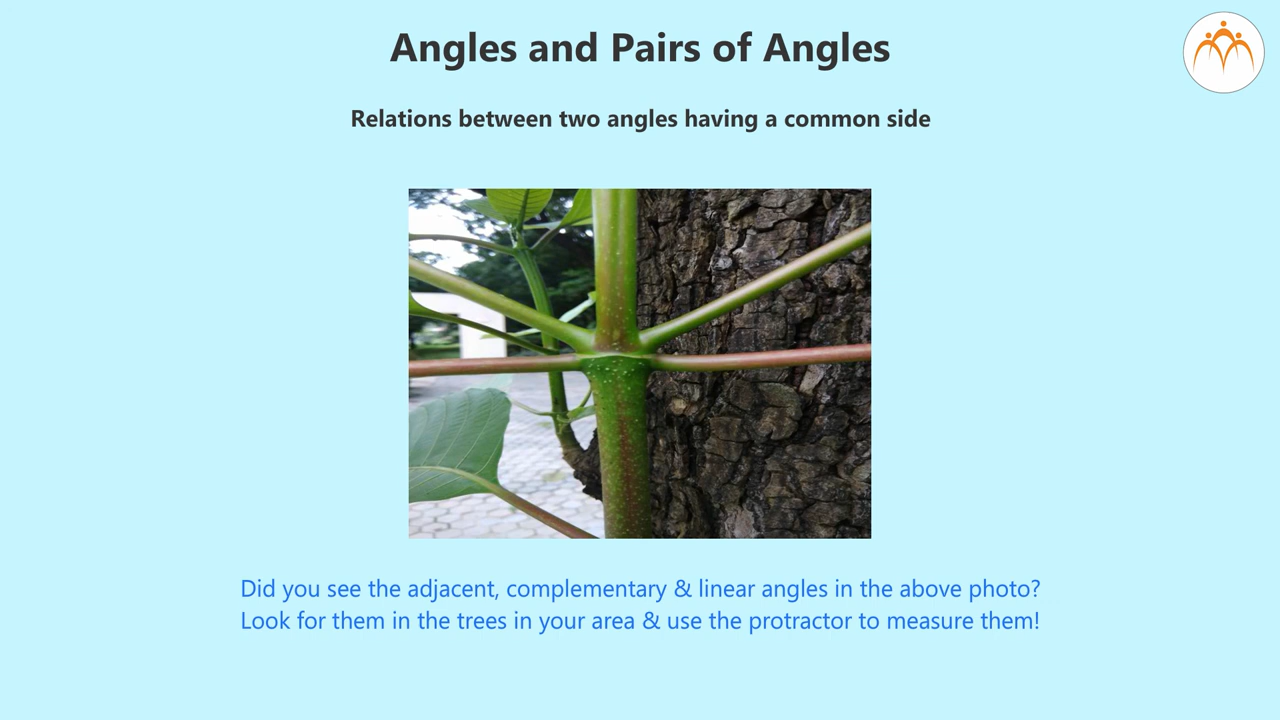 Angles and Pairs of Angles
Relations between two angles having a common side
Did you see the adjacent, complementary & linear angles in the above photo?
Look for them in the trees in your area & use the protractor to measure them!